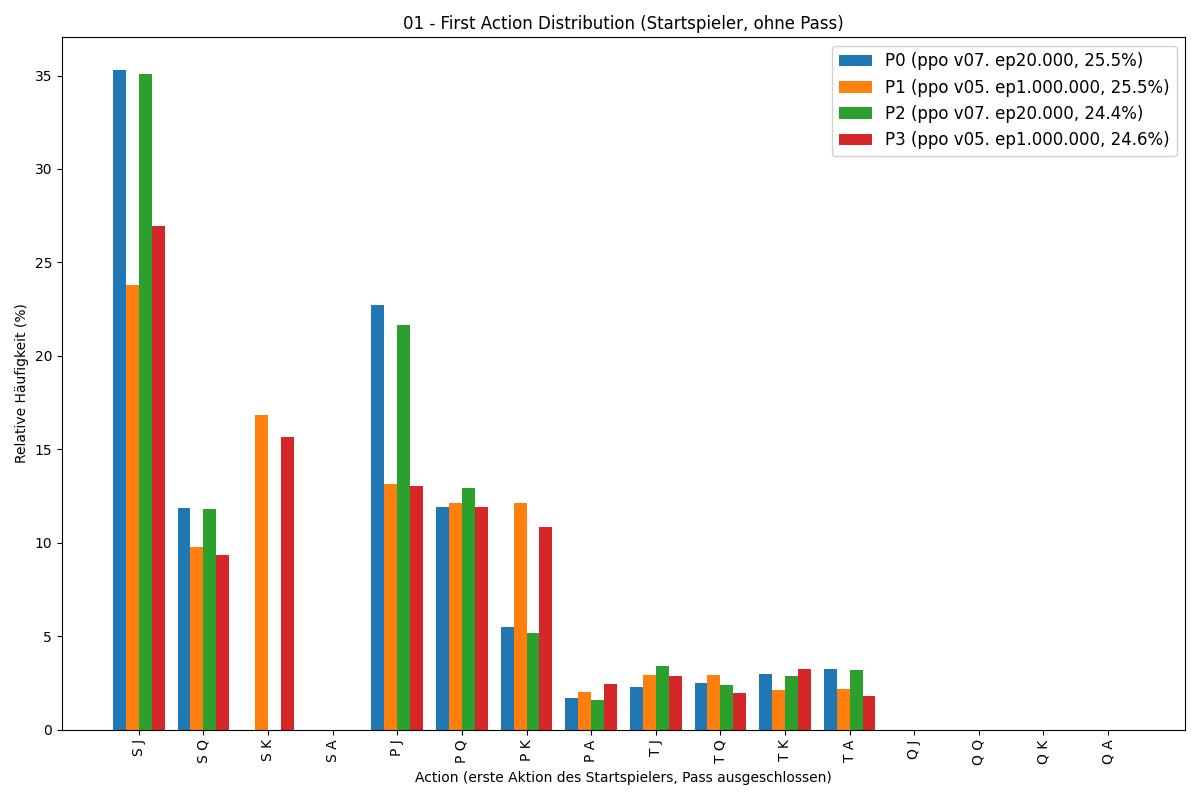 01 - First Action Distribution (Startspieler, ohne Pass)
P0 (ppo v07. ep20.000, 25.5%)
P1 (ppo v05. ep1.000.000, 25.5%)
P2 (ppo v07. ep20.000, 24.4%)
P3 (ppo v05. ep1.000.000, 24.6%)
Relative Häufigkeit (%)
35
30
25
20
15
10
5
0
S J
S Q
S K
S A
P J
P Q
P K
P A
T J
T Q
T K
T A
Q J
Q Q
Q K
Q A
Action (erste Aktion des Startspielers, Pass ausgeschlossen)